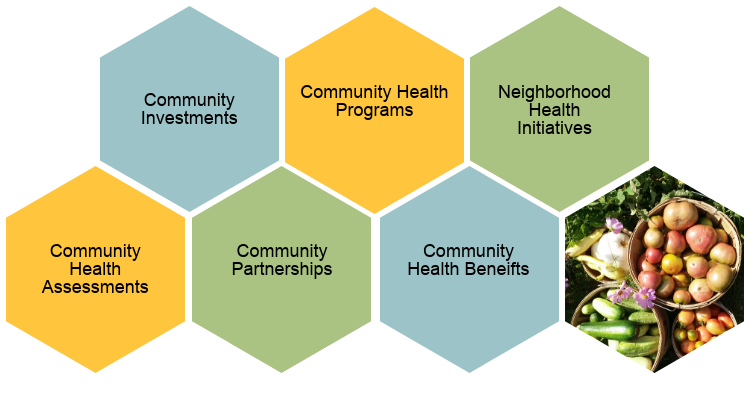 Community
Investments
Community Health
Programs
Neighborhood
Health
Initiatives
Community
Health
Assessments
Community
Partnerships
Community
Health Beneifts